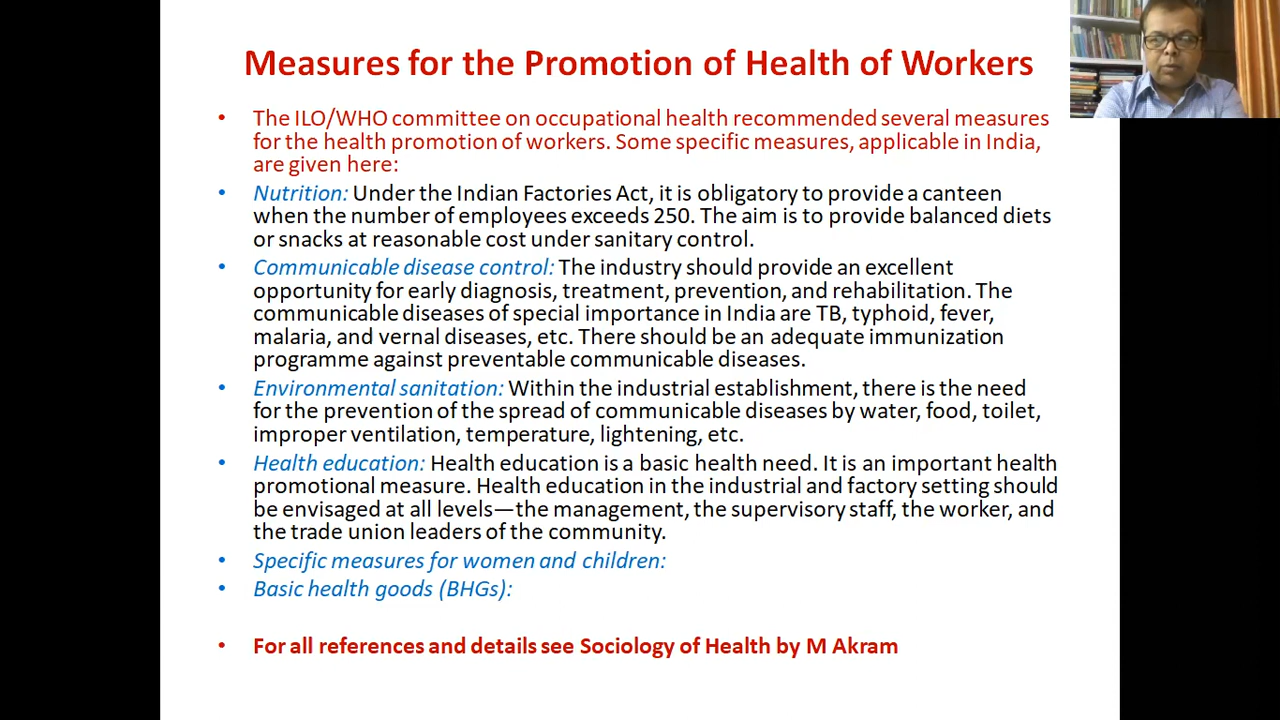 Measures for the Promotion of Health of Workers
• The ILO/WHO committee on occupational health recommended several measures
for the health promotion of workers. Some specific measures, applicable in India,
are given here:
• Nutrition: Under the Indian Factories Act, it is obligatory to provide a canteen
when the number of employees exceeds 250. The aim is to provide balanced diets
or snacks at reasonable cost under sanitary control.
• Communicable disease control: The industry should provide an excellent
opportunity for early diagnosis, treatment, prevention, and rehabilitation. The
communicable diseases of special importance in India are TB, typhoid, fever,
malaria, and vernal diseases, etc. There should be an adequate immunization
programme against preventable communicable diseases.
• Environmental sanitation: Within the industrial establishment, there is the need
for the prevention of the spread of communicable diseases by water, food, toilet,
improper ventilation, temperature, lightening, etc.
• Health education: Health education is a basic health need. It is an important health
promotional measure. Health education in the industrial and factory setting should
be envisaged at all levels—the management, the supervisory staff, the worker, and
the trade union leaders of the community.
• Specific measures for women and children:
• Basic health goods (BHGs):
• For all references and details see Sociology of Health by M Akram